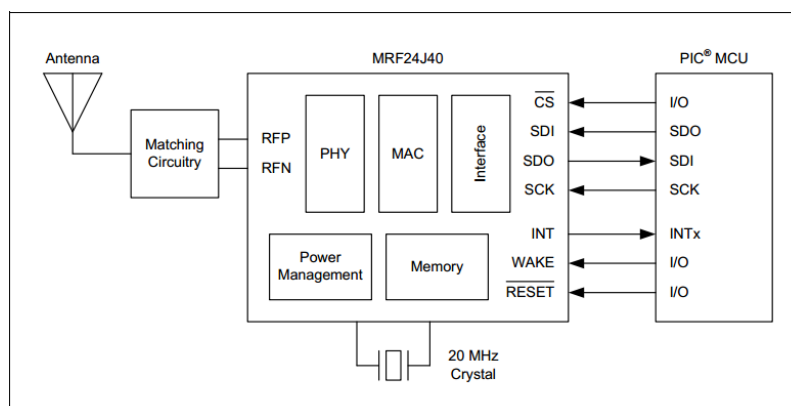 Antenna
MRF24J40
PIC® MCU
Matching
Circuitry
RFP
RFN
PHY
MAC
Interface
CS
SDI
SDO
SCK
INT
WAKE
RESET
I/O
SDO
SDI
SCK
INTx
I/O
I/O
Power
Management
Memory
20 MHz
Crystal